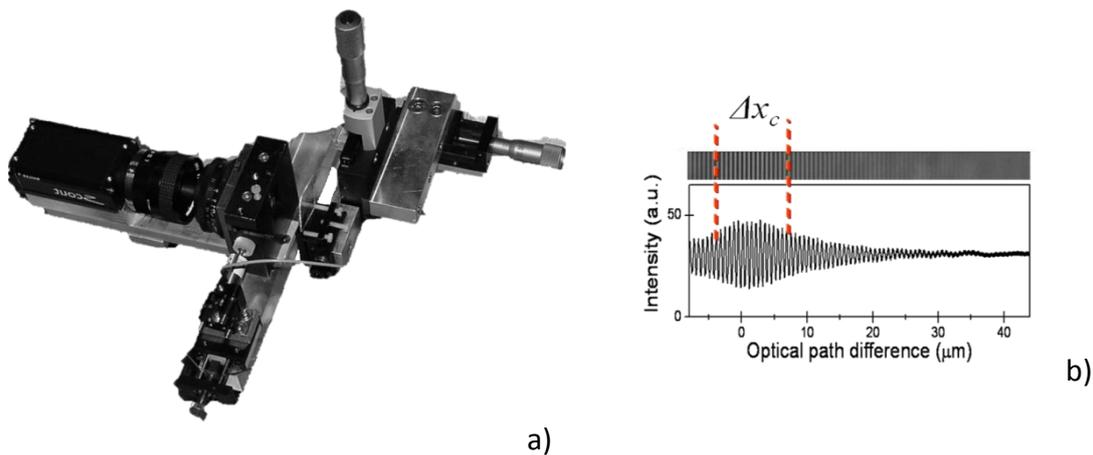 a)
Δx_c
Intensity (a.u.)
50
0
0 10 20 30 40
Optical path difference (μm)
b)